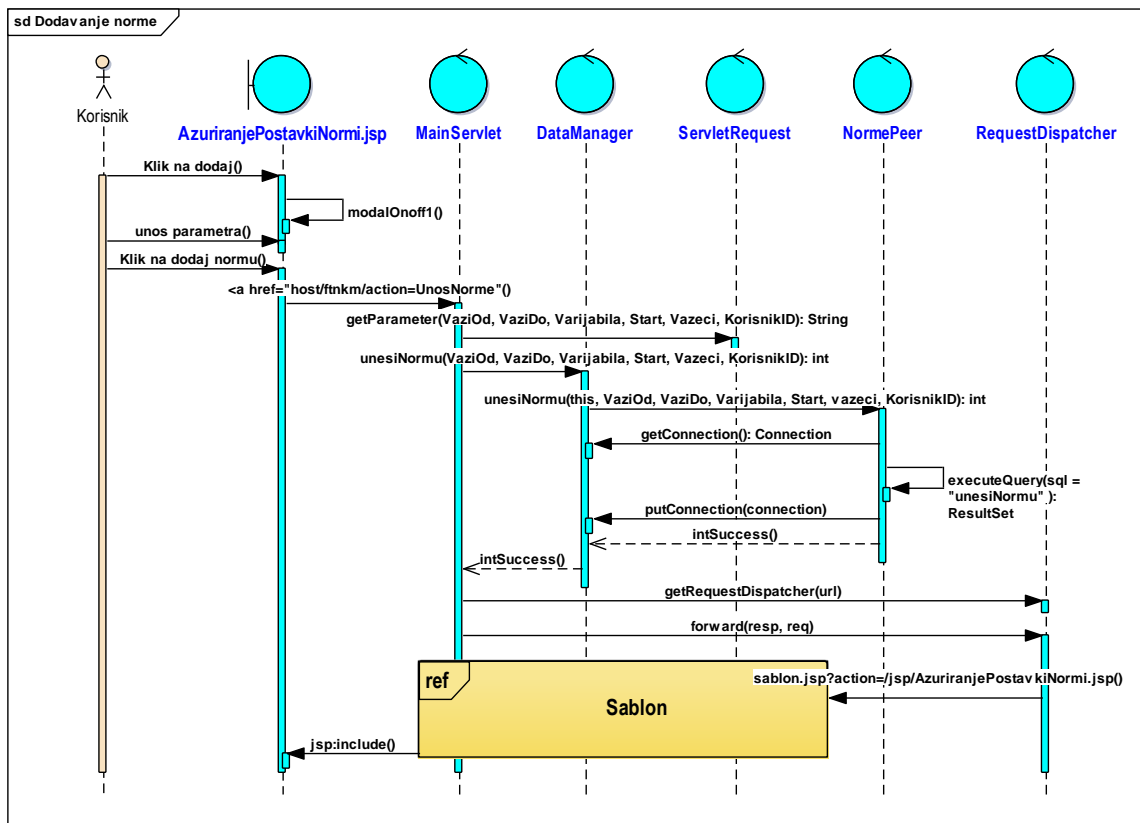 sd Dodavanje norme
Korisnik
AzuriranjePostavkiNormi.jsp
MainServlet
DataManager
ServletRequest
NormePeer
RequestDispatcher
Klik na dodaj()
modalOnoff1()
unos parametra()
Klik na dodaj normu()
<a href="host/ftnkm/action=UnosNorme"()
getParameter(VaziOd, VaziDo, Varijabila, Start, Vazeci, KorisnikID): String
unesiNormu(VaziOd, VaziDo, Varijabila, Start, Vazeci, KorisnikID): int
unesiNormu(this, VaziOd, VaziDo, Varijabila, Start, vazeci, KorisnikID): int
getConnection(): Connection
executeQuery(sql =
"unesiNormu" ):
ResultSet
putConnection(connection)
intSuccess()
intSuccess()
getRequestDispatcher(url)
forward(resp, req)
ref
Sablon
sablon.jsp?action=/jsp/AzuriranjePostavkiNormi.jsp()
jsp:include()